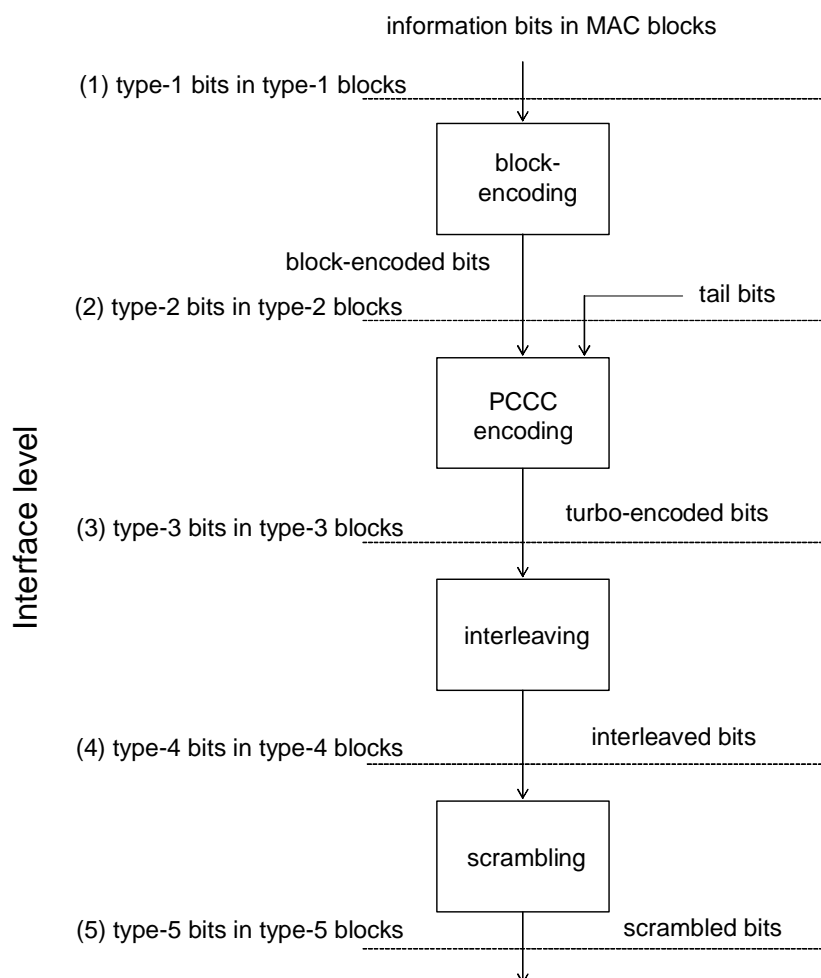 information bits in MAC blocks
(1) type-1 bits in type-1 blocks
block-
encoding
block-encoded bits
(2) type-2 bits in type-2 blocks
tail bits
PCCC
encoding
Interface level
(3) type-3 bits in type-3 blocks
turbo-encoded bits
interleaving
(4) type-4 bits in type-4 blocks
interleaved bits
scrambling
(5) type-5 bits in type-5 blocks
scrambled bits